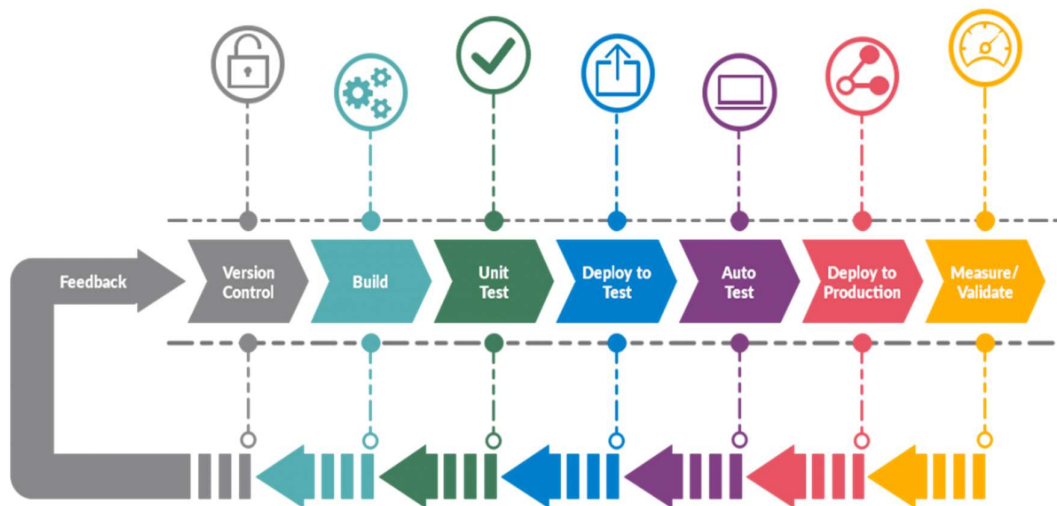 Feedback
Version
Control
Build
Unit
Test
Deploy to
Test
Auto
Test
Deploy to
Production
Measure/
Validate